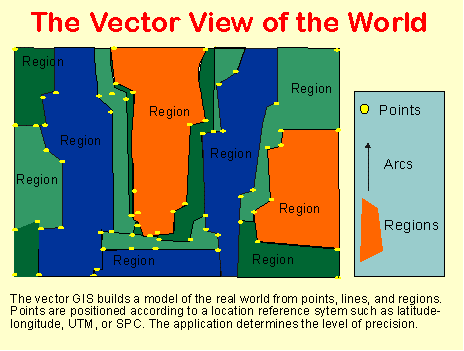 The Vector View of the World
Region
Region
Region
Region
Region
Region
Region
Region
Region
Points
Arcs
Regions
The vector GIS builds a model of the real world from points, lines, and regions.
Points are positioned according to a location reference sytem such as latitude-
longitude, UTM, or SPC. The application determines the level of precision.